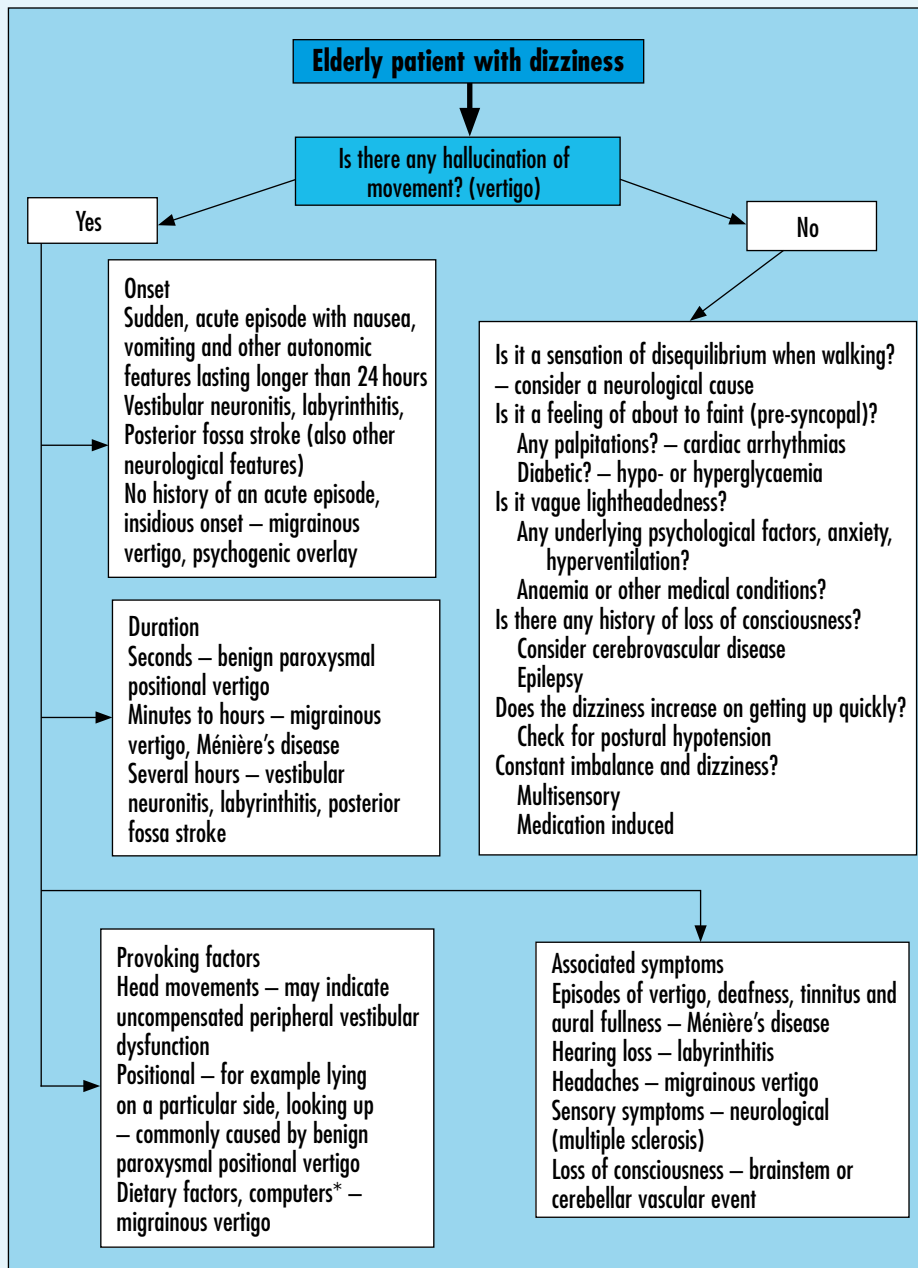 Elderly patient with dizziness
Is there any hallucination of
movement? (vertigo)
Yes
No
Onset
Sudden, acute episode with nausea,
vomiting and other autonomic
features lasting longer than 24 hours
Vestibular neuronitis, labyrinthitis,
Posterior fossa stroke (also other
neurological features)
No history of an acute episode,
insidious onset – migrainous
vertigo, psychogenic overlay
Is it a sensation of disequilibrium when walking?
– consider a neurological cause
Is it a feeling of about to faint (pre-syncopal)?
Any palpitations? – cardiac arrhythmias
Diabetic? – hypo- or hyperglycaemia
Is it vague lightheadedness?
Any underlying psychological factors, anxiety,
hyperventilation?
Anaemia or other medical conditions?
Is there any history of loss of consciousness?
Consider cerebrovascular disease
Epilepsy
Does the dizziness increase on getting up quickly?
Check for postural hypotension
Constant imbalance and dizziness?
Multisensory
Medication induced
Duration
Seconds – benign paroxysmal
positional vertigo
Minutes to hours – migrainous
vertigo, Ménière's disease
Several hours – vestibular
neuronitis, labyrinthitis, posterior
fossa stroke
Provoking factors
Head movements – may indicate
uncompensated peripheral vestibular
dysfunction
Positional – for example lying
on a particular side, looking up
– commonly caused by benign
paroxysmal positional vertigo
Dietary factors, computers* –
migrainous vertigo
Associated symptoms
Episodes of vertigo, deafness, tinnitus and
aural fullness – Ménière's disease
Hearing loss – labyrinthitis
Headaches – migrainous vertigo
Sensory symptoms – neurological
(multiple sclerosis)
Loss of consciousness – brainstem or
cerebellar vascular event